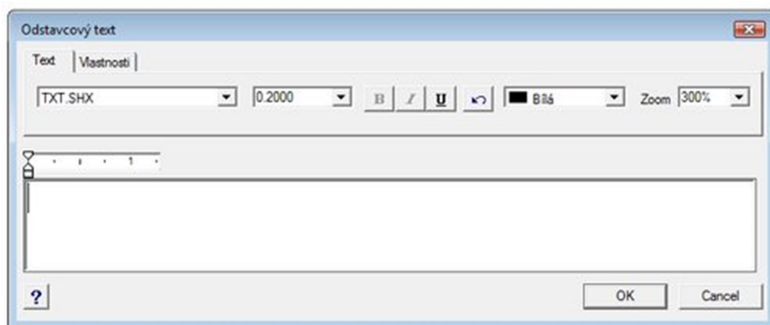 Odstavcový text
Text Vlastnosti
TXT.SHX 0.2000 B I U Bílá Zoom 300%
1
? OK Cancel